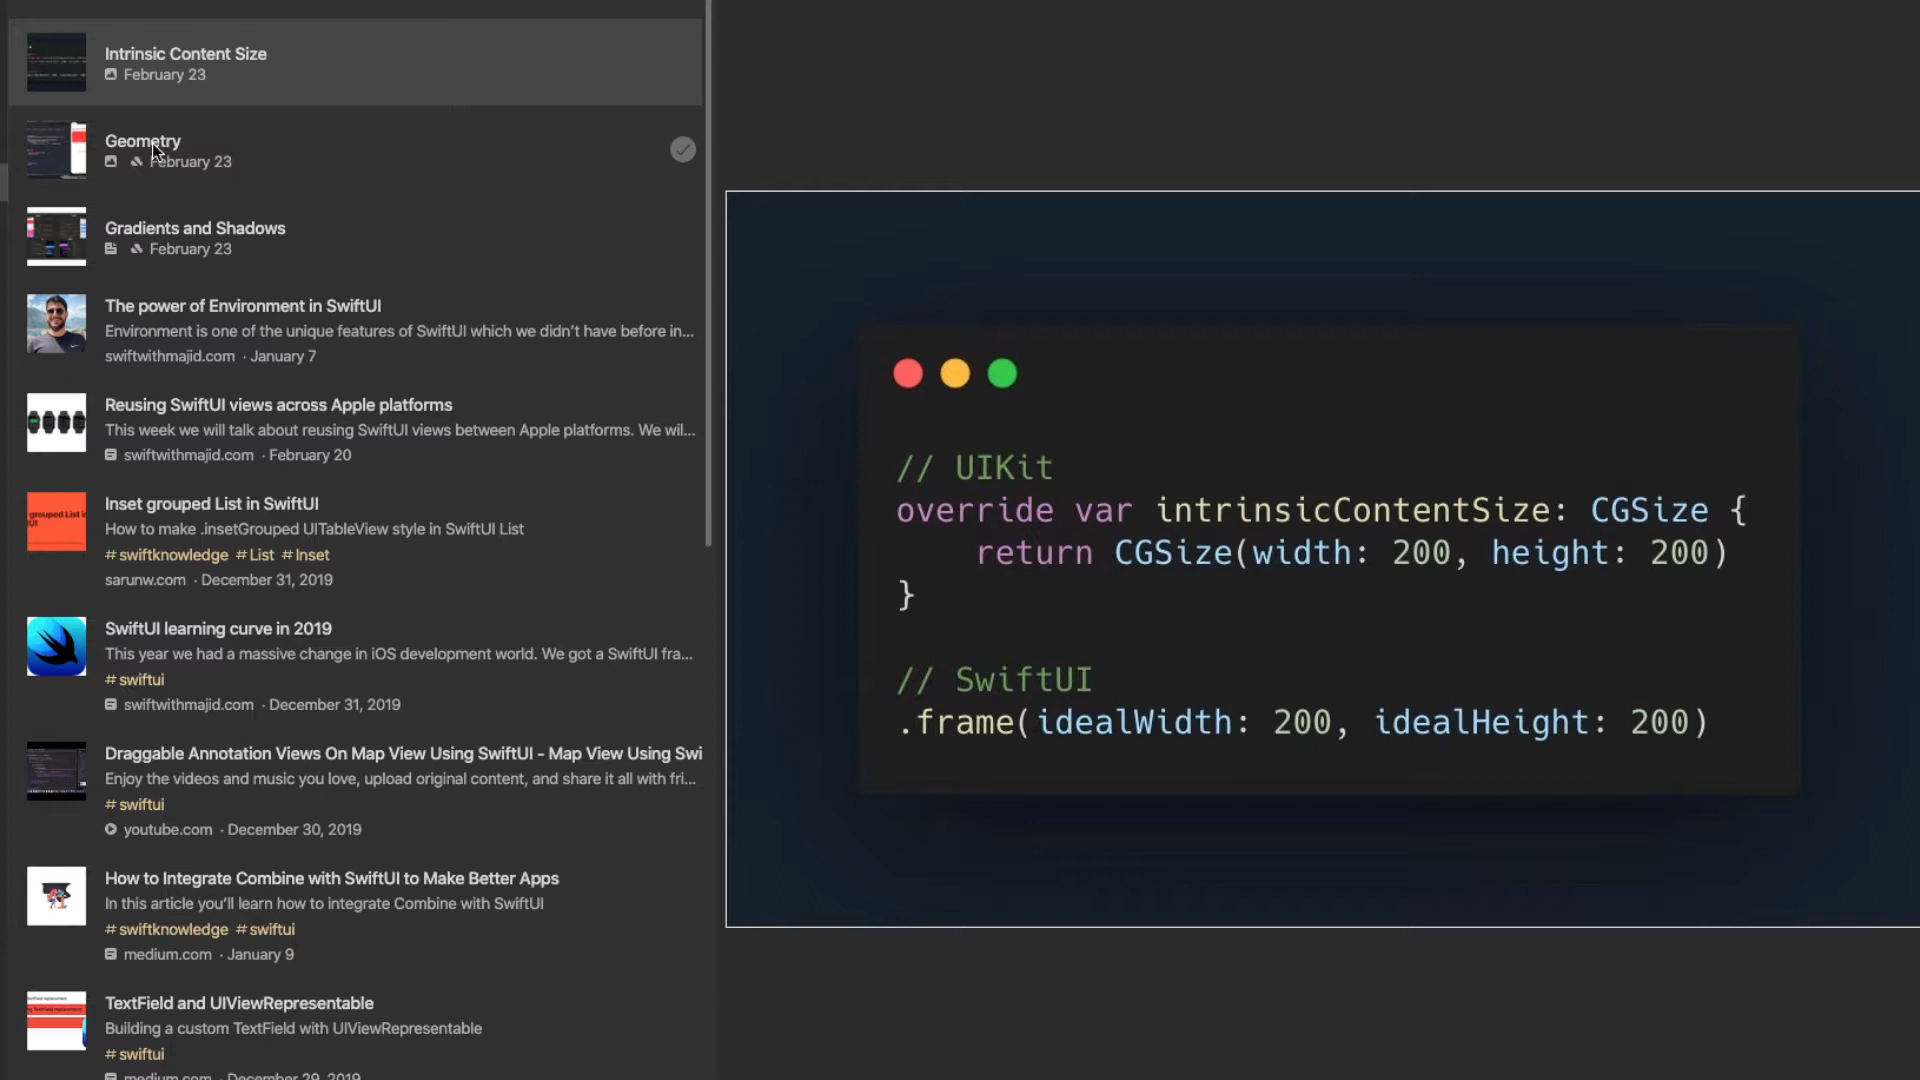 Intrinsic Content Size
February 23
Geometry
February 23
Gradients and Shadows
February 23
The power of Environment in SwiftUI
Environment is one of the unique features of SwiftUI which we didn't have before in...
swiftwithmajid.com · January 7
Reusing SwiftUI views across Apple platforms
This week we will talk about reusing SwiftUI views between Apple platforms. We wil...
swiftwithmajid.com · February 20
grouped List in
Inset grouped List in SwiftUI
How to make .insetGrouped UITableView style in SwiftUI List
# swiftknowledge # List # Inset
sarunw.com · December 31, 2019
SwiftUI learning curve in 2019
This year we had a massive change in iOS development world. We got a SwiftUI fra...
# swiftui
swiftwithmajid.com · December 31, 2019
Draggable Annotation Views On Map View Using SwiftUI - Map View Using Swi
Enjoy the videos and music you love, upload original content, and share it all with fri...
# swiftui
youtube.com · December 30, 2019
How to Integrate Combine with SwiftUI to Make Better Apps
In this article you'll learn how to integrate Combine with SwiftUI
# swiftknowledge # swiftui
medium.com · January 9
TextField and UIViewRepresentable
Building a custom TextField with UIViewRepresentable
# swiftui
medium.com · December 29, 2019
// UIKit
override var intrinsicContentSize: CGSize {
    return CGSize(width: 200, height: 200)
}
// SwiftUI
.frame(idealWidth: 200, idealHeight: 200)